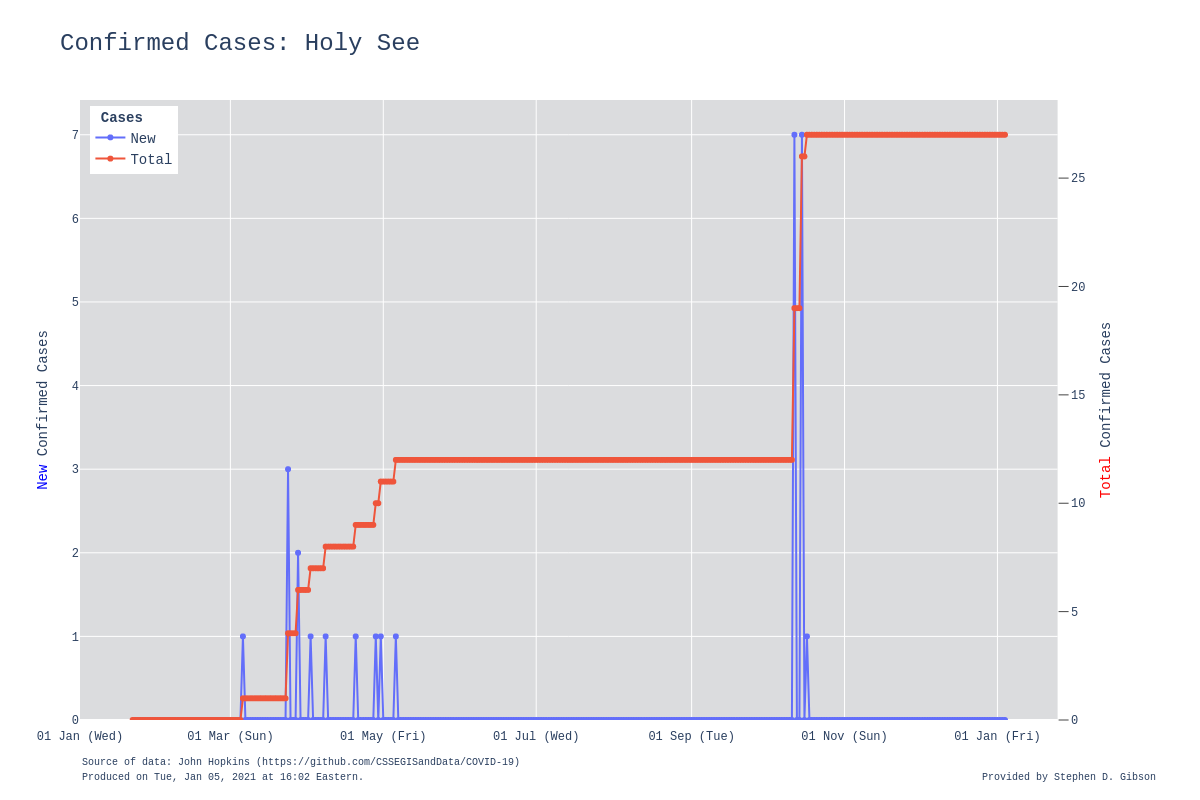 Confirmed Cases: Holy See
Cases
New
Total
7
6
5
4
3
2
1
0
25
20
15
10
5
0
New Confirmed Cases
Total Confirmed Cases
01 Jan (Wed)
01 Mar (Sun)
01 May (Fri)
01 Jul (Wed)
01 Sep (Tue)
01 Nov (Sun)
01 Jan (Fri)
Source of data: John Hopkins (https://github.com/CSSEGISandData/COVID-19)
Produced on Tue, Jan 05, 2021 at 16:02 Eastern.
Provided by Stephen D. Gibson